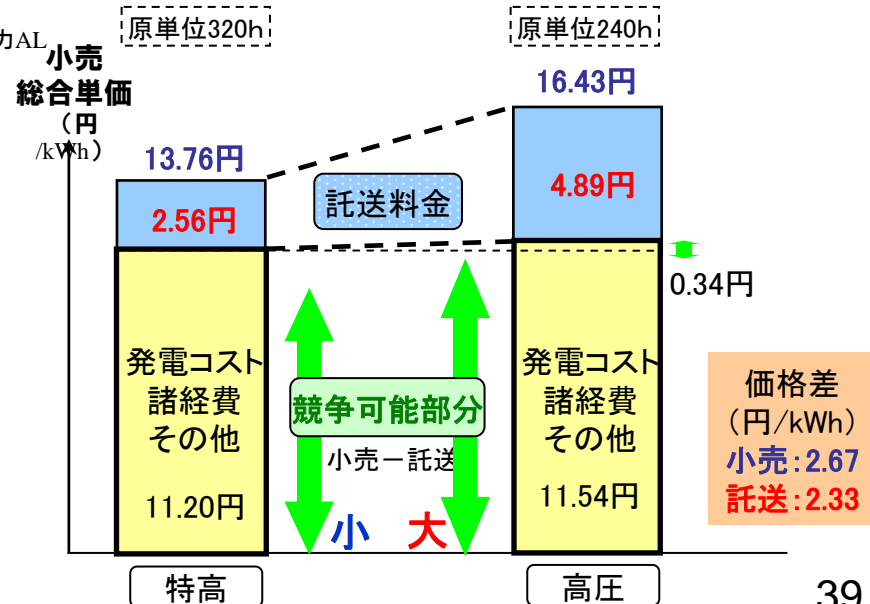 力AL
原単位320h
原単位240h
小売
総合単価
(円
/kWh)
13.76円
16.43円
2.56円
託送料金
4.89円
0.34円
発電コスト
諸経費
その他
11.20円
競争可能部分
小売－託送
小 大
発電コスト
諸経費
その他
11.54円
価格差
(円/kWh)
小売:2.67
託送:2.33
特高
高圧
39